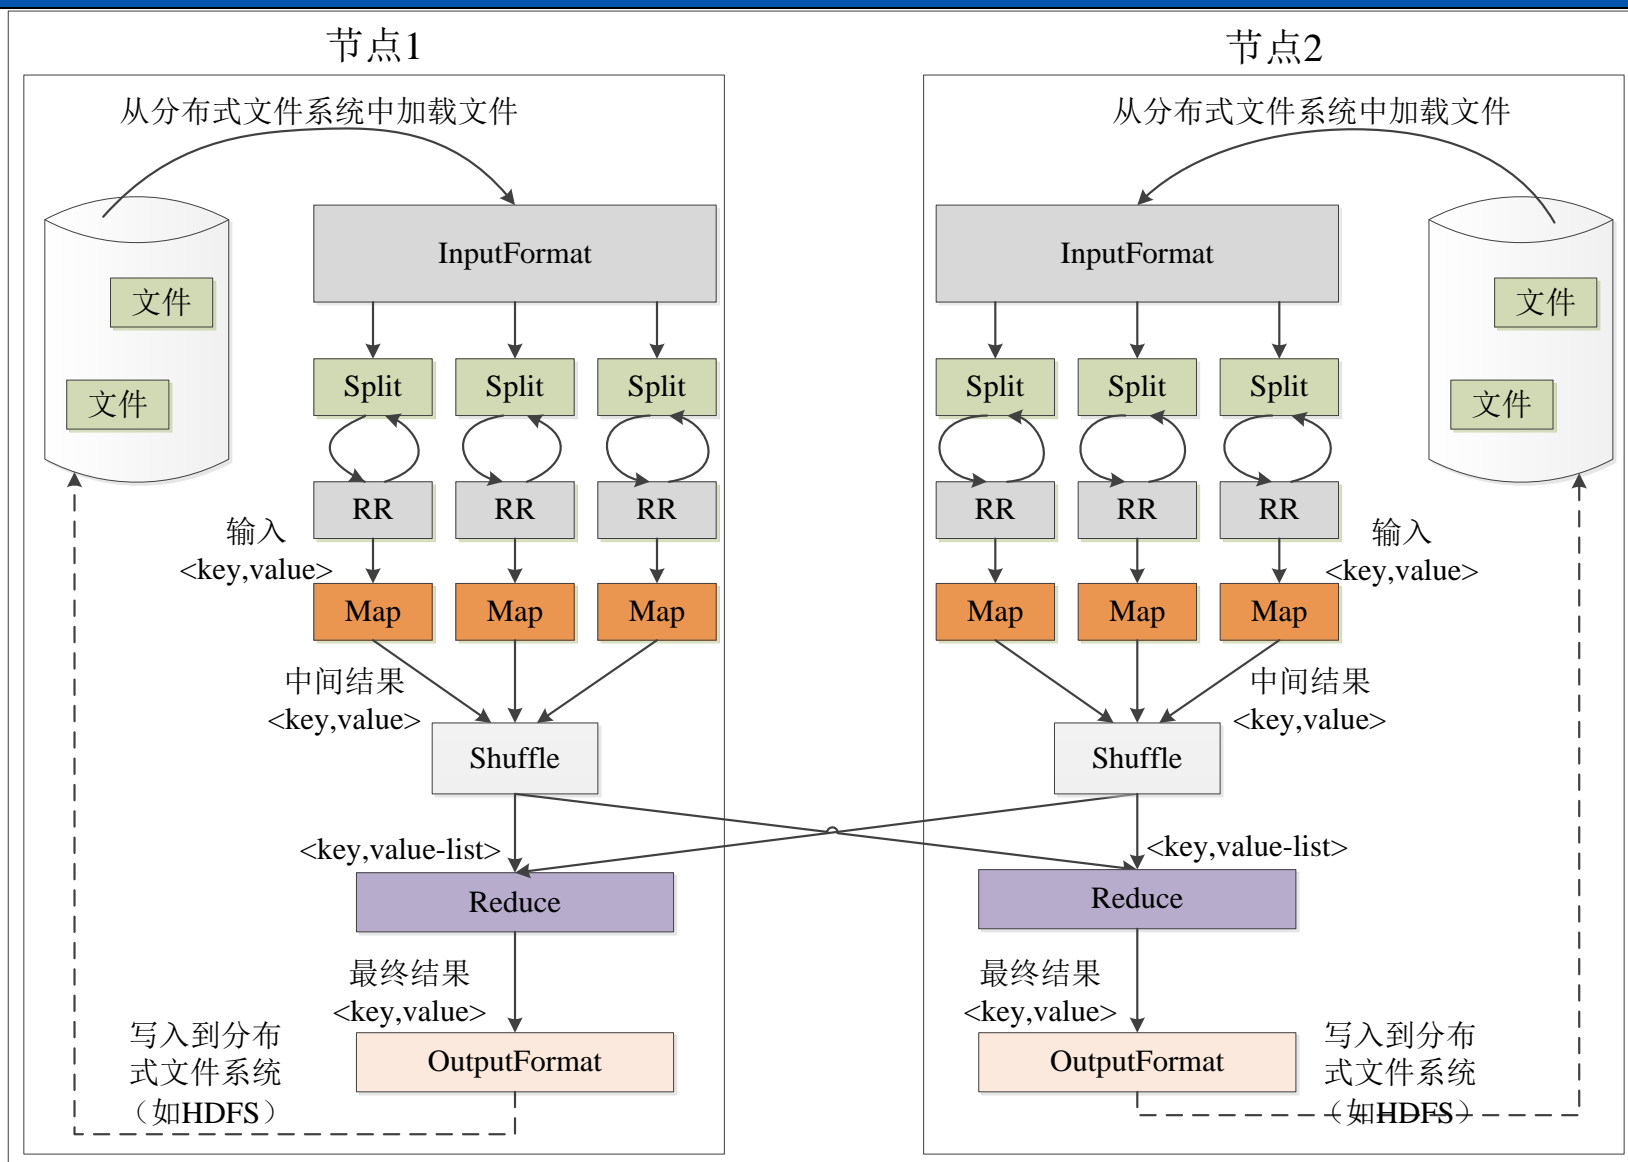 节点1
节点2
从分布式文件系统中加载文件
从分布式文件系统中加载文件
InputFormat
InputFormat
文件
文件
文件
文件
Split
Split
Split
Split
Split
Split
RR
RR
RR
RR
RR
RR
输入
<key,value>
输入
<key,value>
Map
Map
Map
Map
Map
Map
中间结果
<key,value>
中间结果
<key,value>
Shuffle
Shuffle
<key,value-list>
<key,value-list>
Reduce
Reduce
最终结果
<key,value>
最终结果
<key,value>
OutputFormat
OutputFormat
写入到分布
式文件系统
（如HDFS）
写入到分布
式文件系统
（如HDFS）